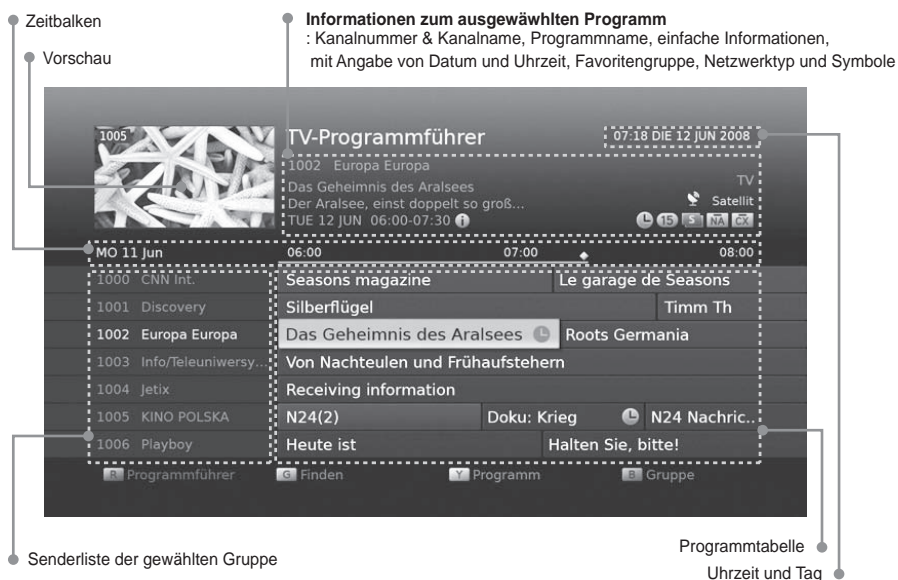 Zeitbalken
Informationen zum ausgewäwhlten Programm
: Kanalnummer & Kanalname, Programmname, einfache Informationen,
mit Angabe von Datum und Uhrzeit, Favoritengruppe, Netzwerktyp und Symbole
Vorschau
1005
TV-Programmführer
07:18 DIE 12 JUN 2008
1002 Europa Europa
TV
Das Geheimnis des Aralsees
Der Aralsee, einst doppelt so groß...
Satellit
TUE 12 JUN 06:00-07:30
15 S NA CX
MO 11 Jun 06:00 07:00 08:00
1000 CNN Int. Seasons magazine Le garage de Seasons
1001 Discovery Silberflügel Timm Th
1002 Europa Europa Das Geheimnis des Aralsees Roots Germania
1003 Info/Teleuniwersy... Von Nachteulen und Frühaufstehern
1004 Jetix Receiving information
1005 KINO POLSKA N24(2) Doku: Krieg N24 Nachric..
1006 Playboy Heute ist Halten Sie, bitte!
R Programmführer G Finden Y Programm B Gruppe
Senderliste der gewählten Gruppe
Programmtabelle
Uhrzeit und Tag